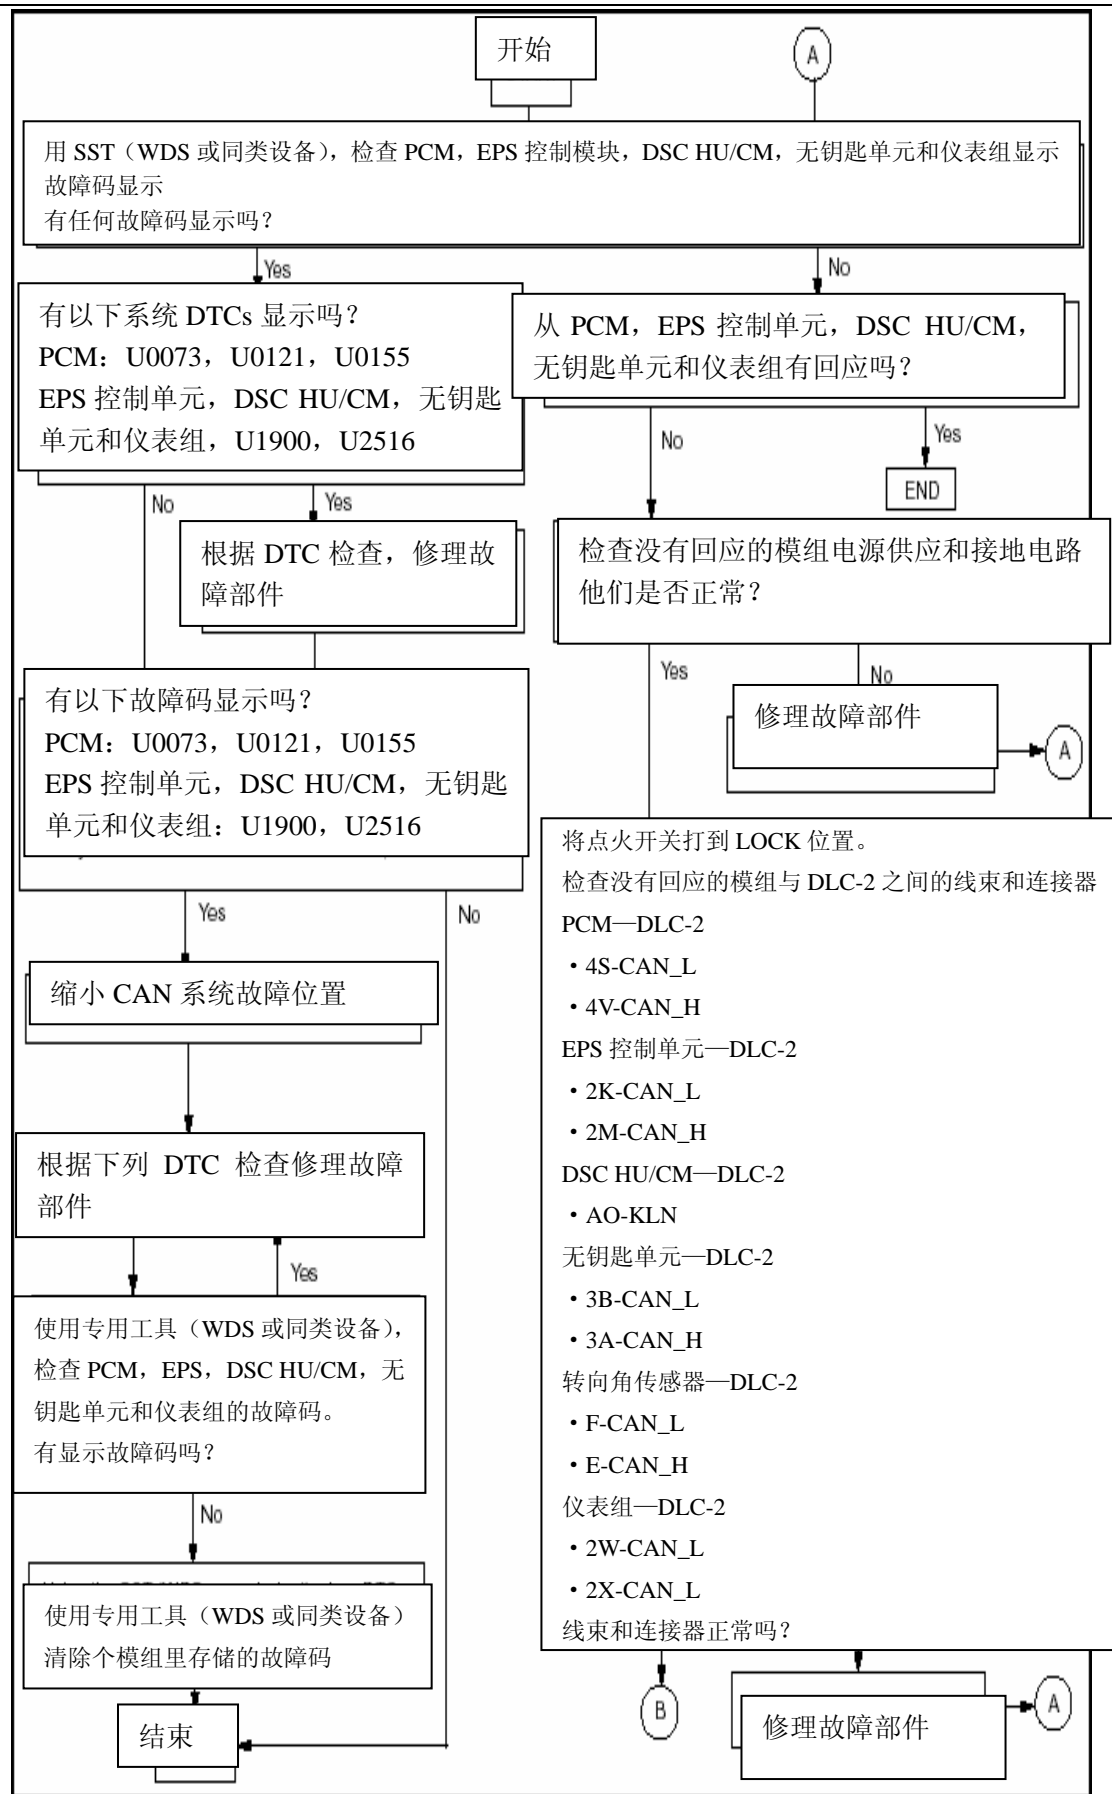 开始
A
用 SST（WDS 或同类设备），检查 PCM，EPS 控制模块，DSC HU/CM，无钥匙单元和仪表组显示
故障码显示
有任何故障码显示吗？
Yes
No
有以下系统 DTCs 显示吗？
PCM：U0073，U0121，U0155
EPS 控制单元，DSC HU/CM，无钥匙
单元和仪表组，U1900，U2516
从 PCM，EPS 控制单元，DSC HU/CM，
无钥匙单元和仪表组有回应吗？
No
Yes
END
No
Yes
根据 DTC 检查，修理故
障部件
检查没有回应的模组电源供应和接地电路
他们是否正常？
Yes
No
有以下故障码显示吗？
PCM：U0073，U0121，U0155
EPS 控制单元，DSC HU/CM，无钥匙
单元和仪表组：U1900，U2516
修理故障部件
A
Yes
No
缩小 CAN 系统故障位置
根据下列 DTC 检查修理故障
部件
Yes
使用专用工具（WDS 或同类设备），
检查 PCM，EPS，DSC HU/CM，无
钥匙单元和仪表组的故障码。
有显示故障码吗？
No
使用专用工具（WDS 或同类设备）
清除个模组里存储的故障码
结束
将点火开关打到 LOCK 位置。
检查没有回应的模组与 DLC-2 之间的线束和连接器
PCM—DLC-2
・4S-CAN_L
・4V-CAN_H
EPS 控制单元—DLC-2
・2K-CAN_L
・2M-CAN_H
DSC HU/CM—DLC-2
・AO-KLN
无钥匙单元—DLC-2
・3B-CAN_L
・3A-CAN_H
转向角传感器—DLC-2
・F-CAN_L
・E-CAN_H
仪表组—DLC-2
・2W-CAN_L
・2X-CAN_L
线束和连接器正常吗？
B
修理故障部件
A